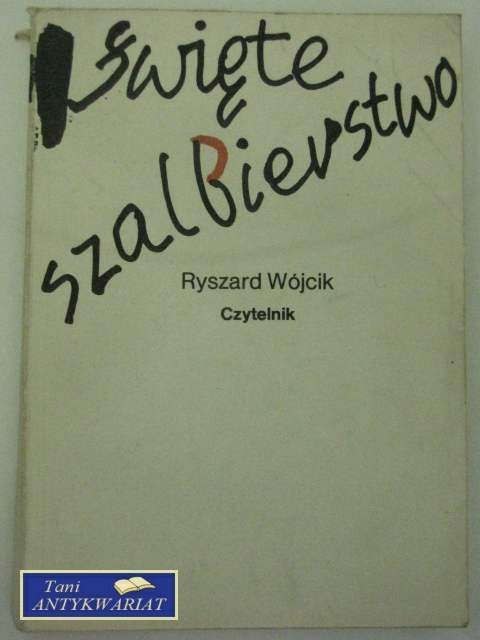 święte
szalbierstwo
Ryszard Wójcik
Czytelnik
Tani
ANTYKWARIAT